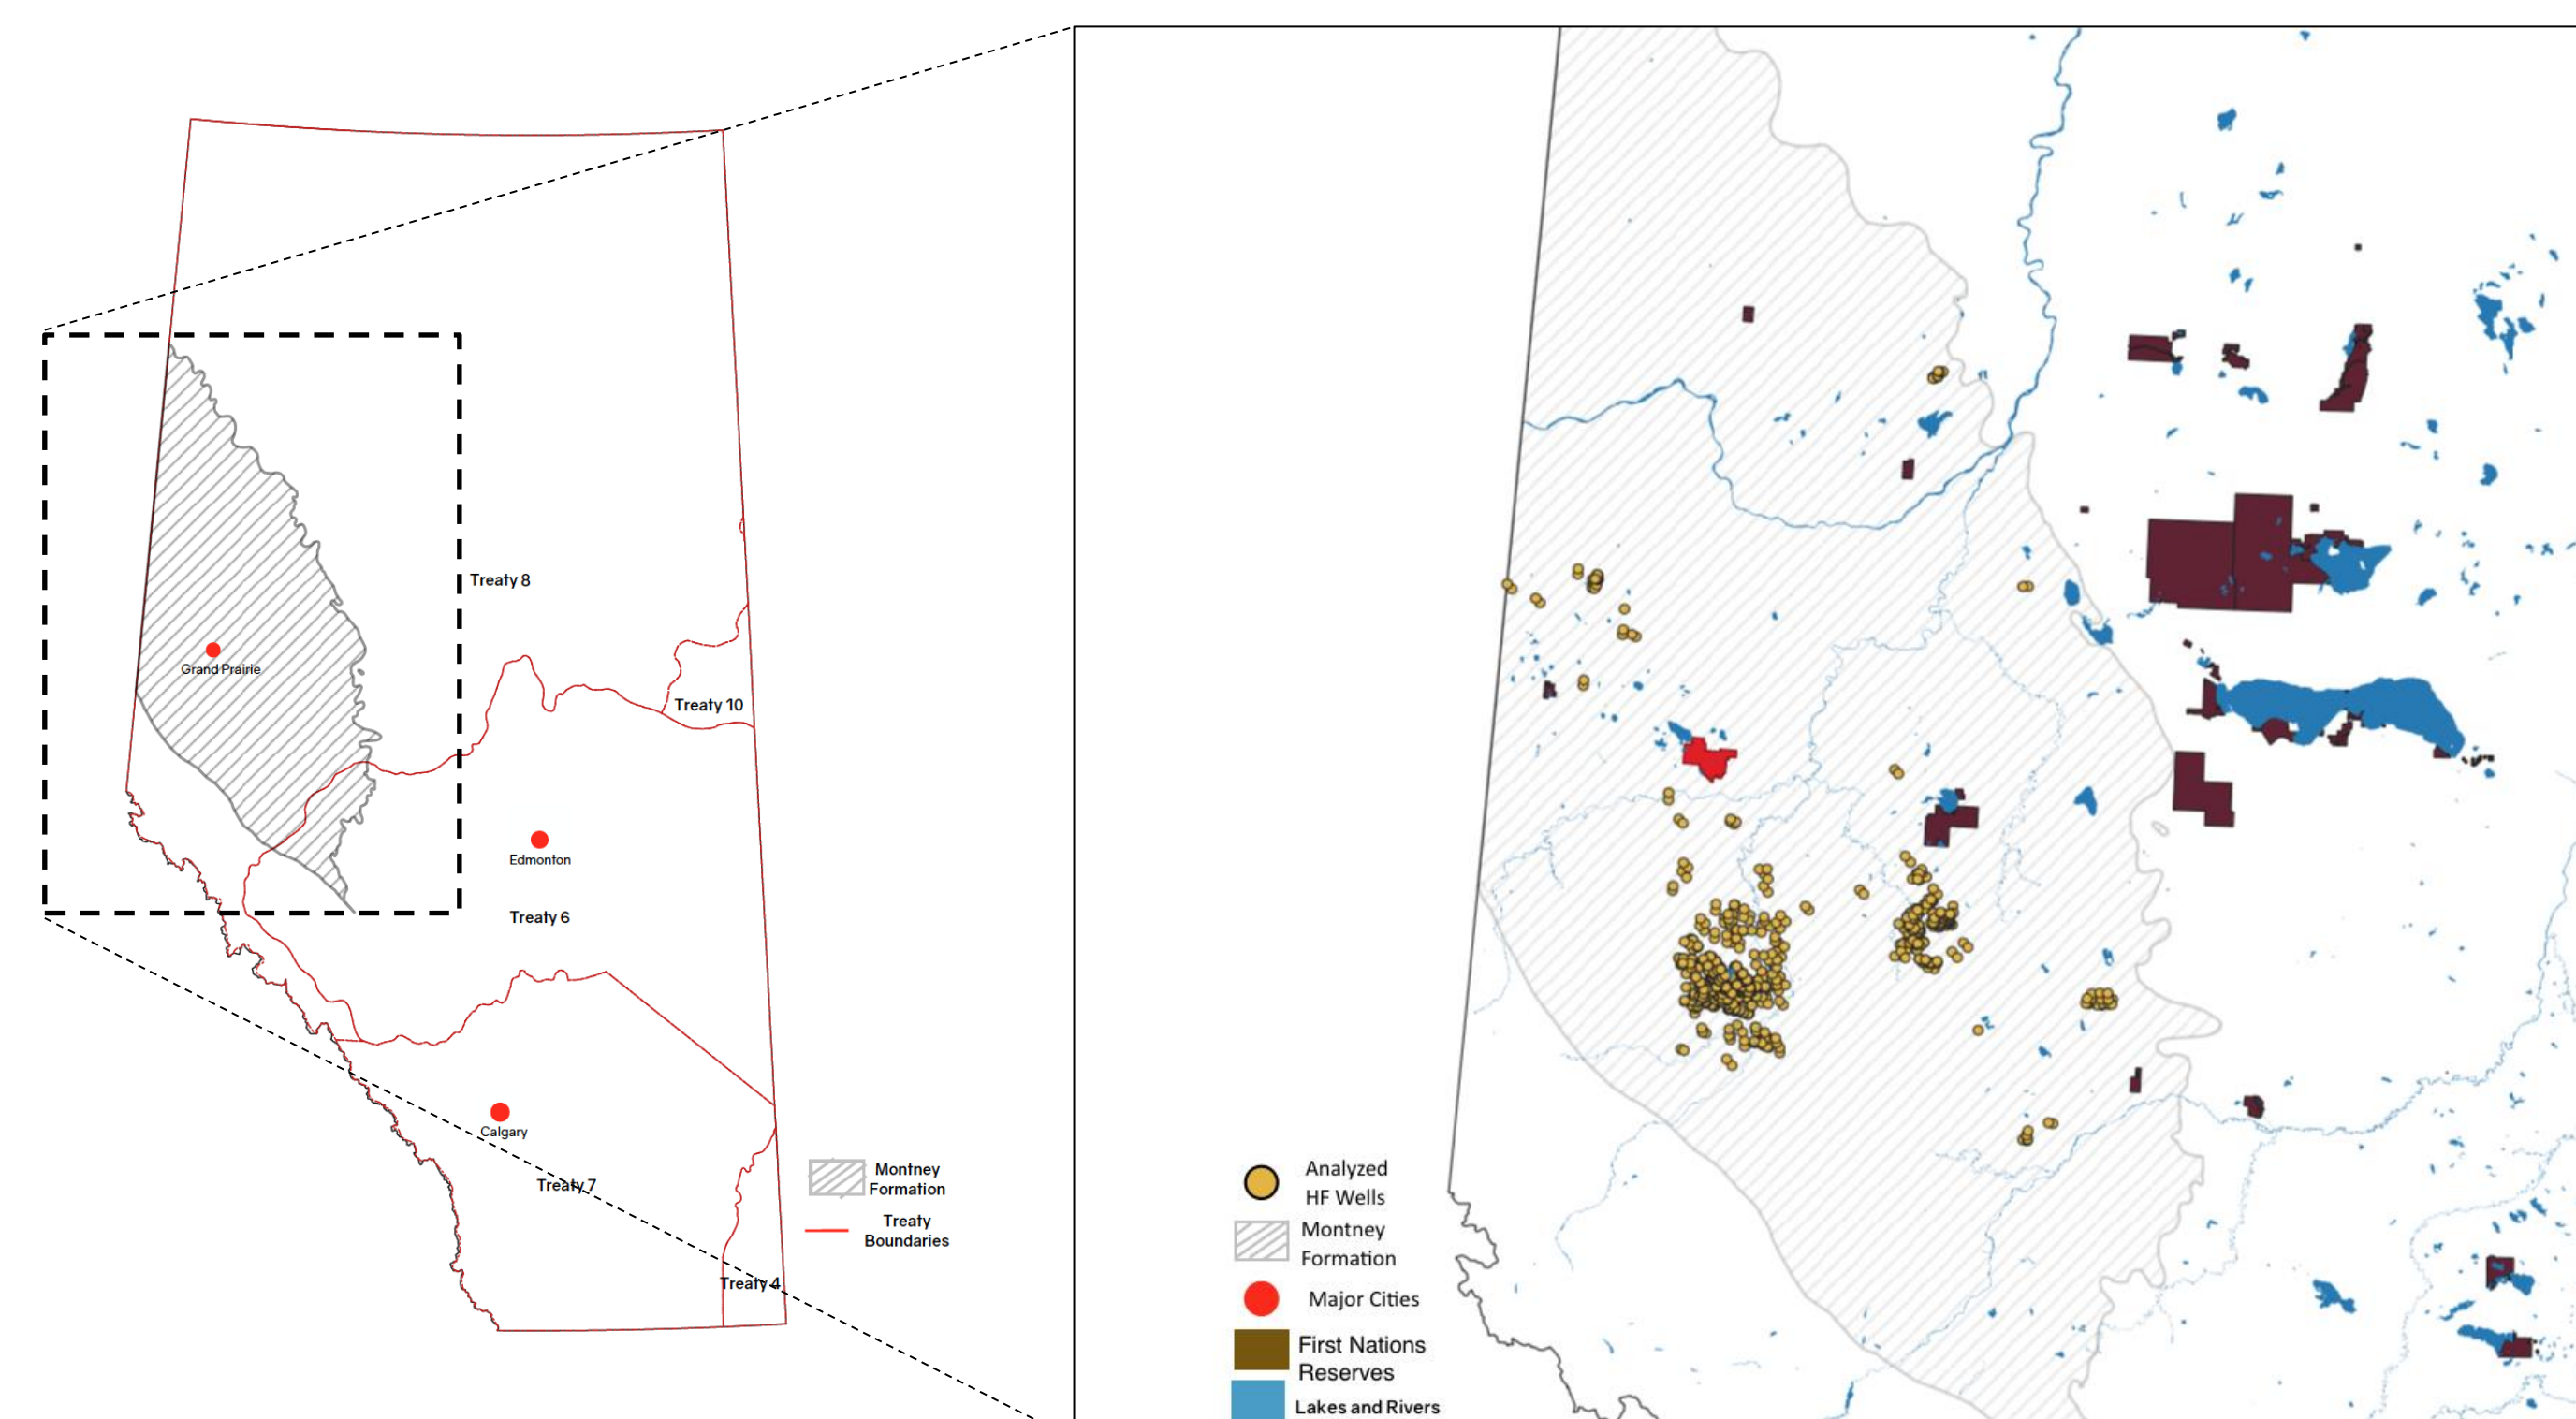 Treaty 8
Grand Prairie
Treaty 10
Edmonton
Treaty 6
Calgary
Treaty 7
Treaty 4
Montney
Formation
Treaty
Boundaries
Analyzed
HF Wells
Montney
Formation
Major Cities
First Nations
Reserves
Lakes and Rivers